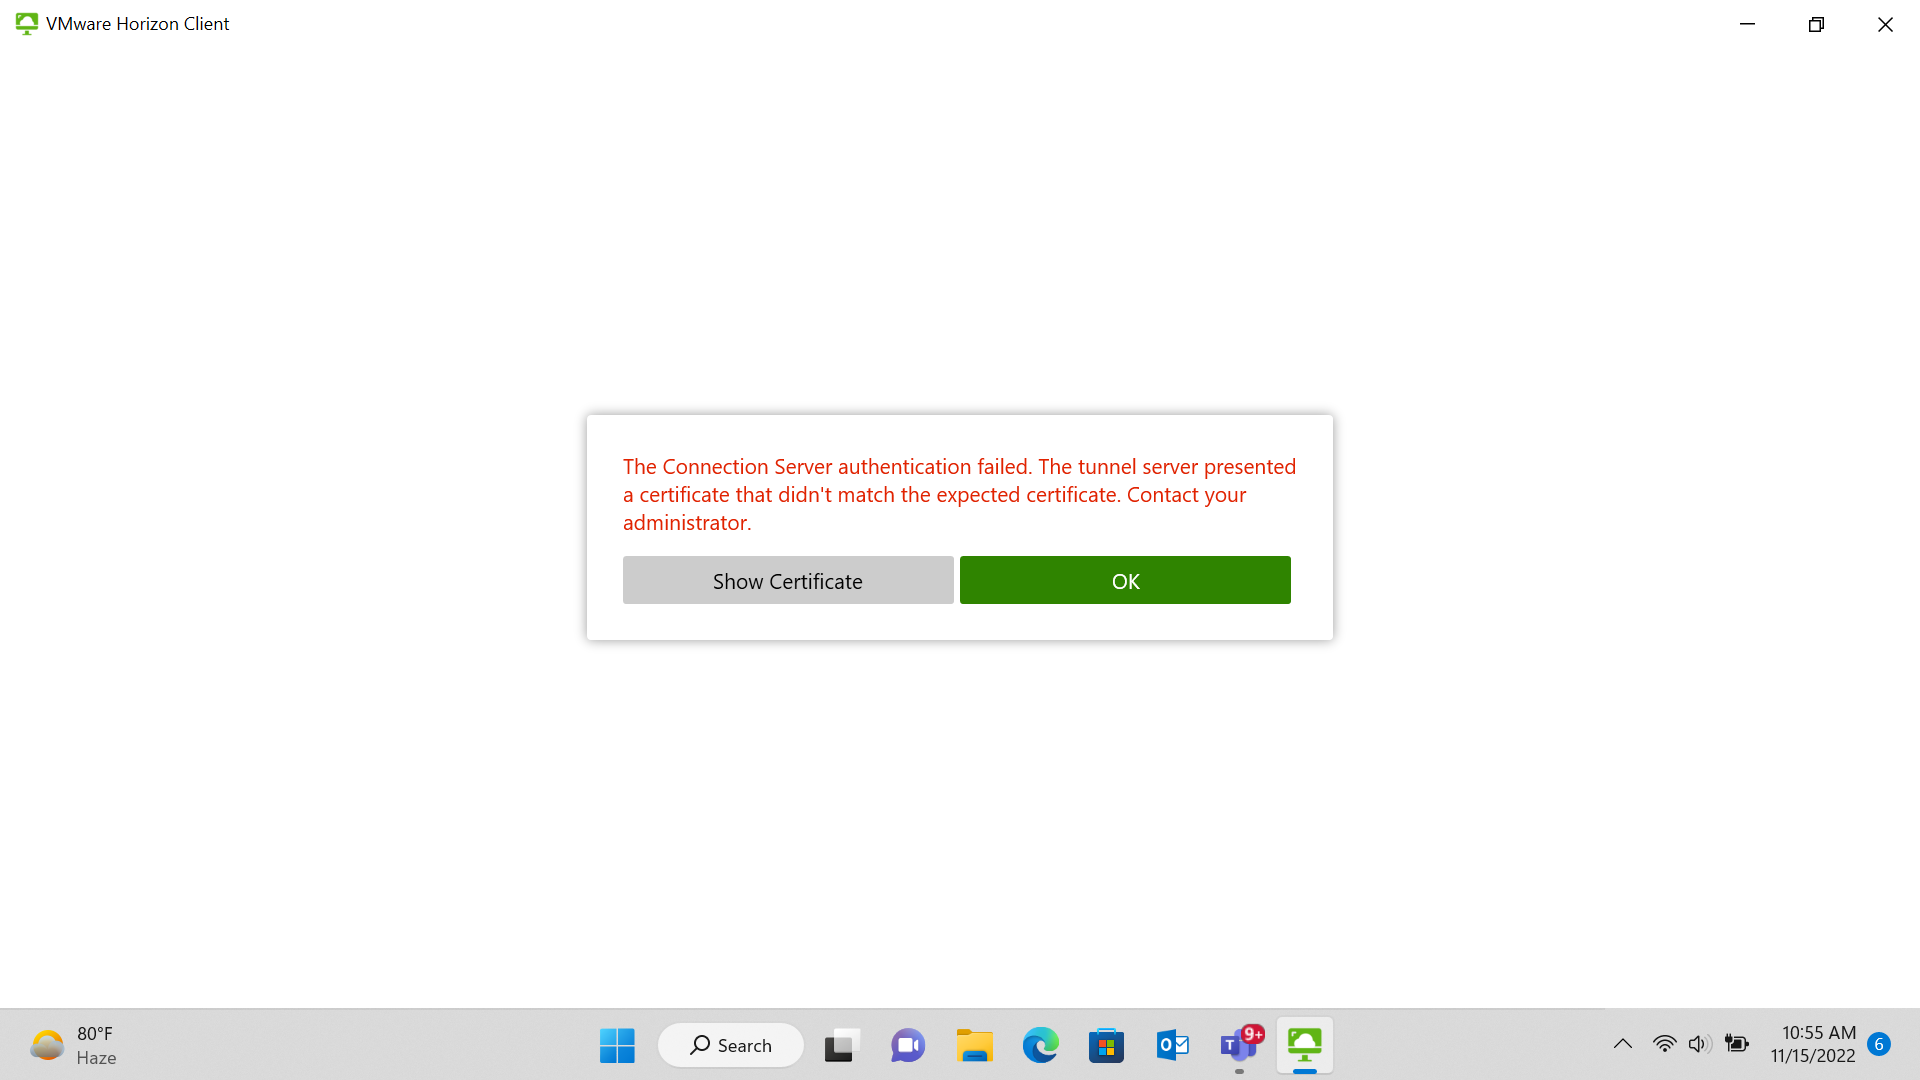 VMware Horizon Client
The Connection Server authentication failed. The tunnel server presented
a certificate that didn't match the expected certificate. Contact your
administrator.
Show Certificate
OK
80°F
Haze
Search
9+
10:55 AM
11/15/2022
6